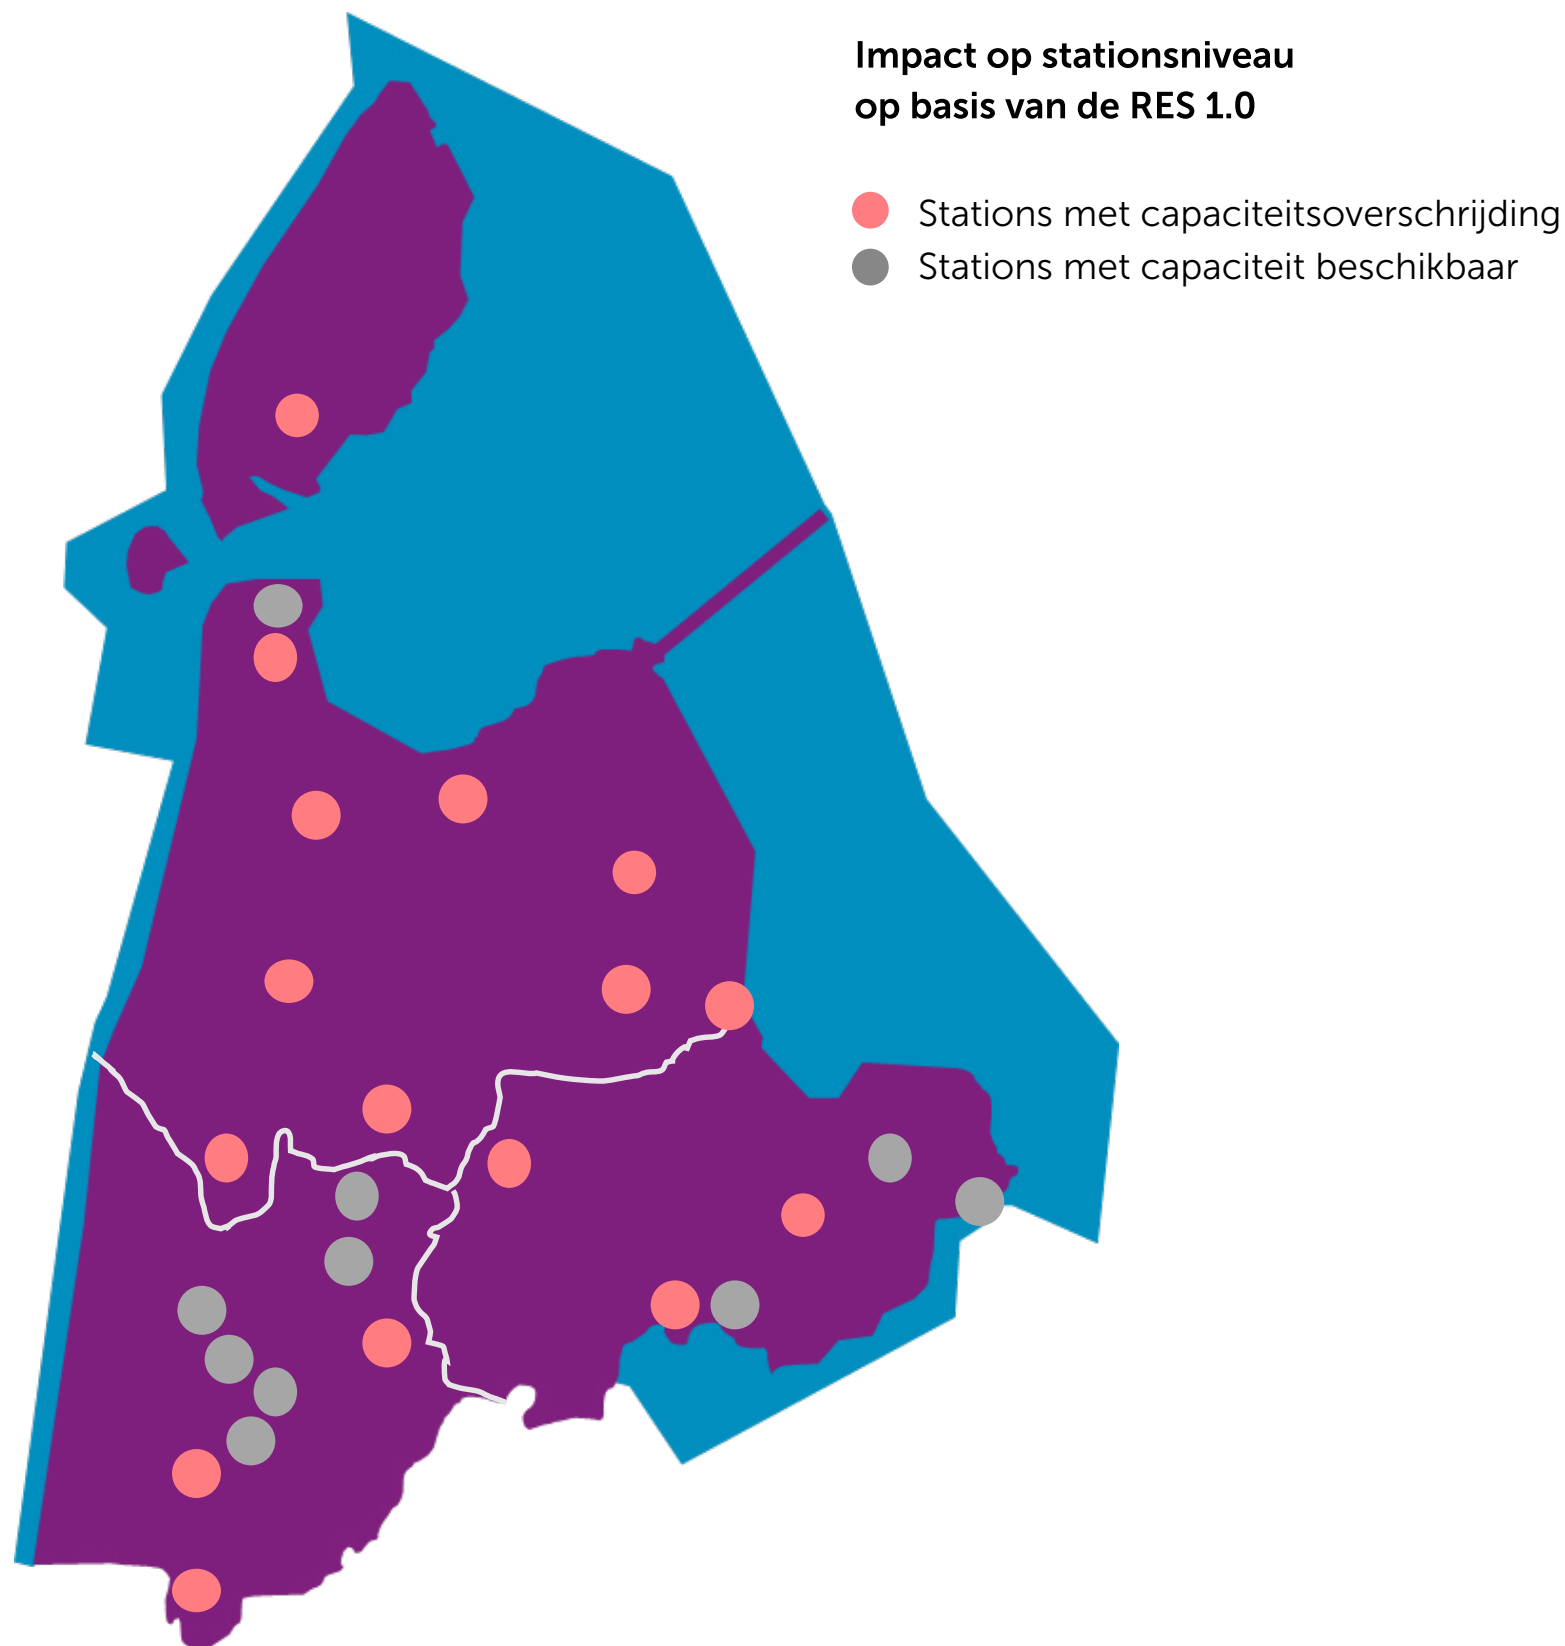 Impact op stationsniveau
op basis van de RES 1.0
Stations met capaciteitsoverschrijding
Stations met capaciteit beschikbaar